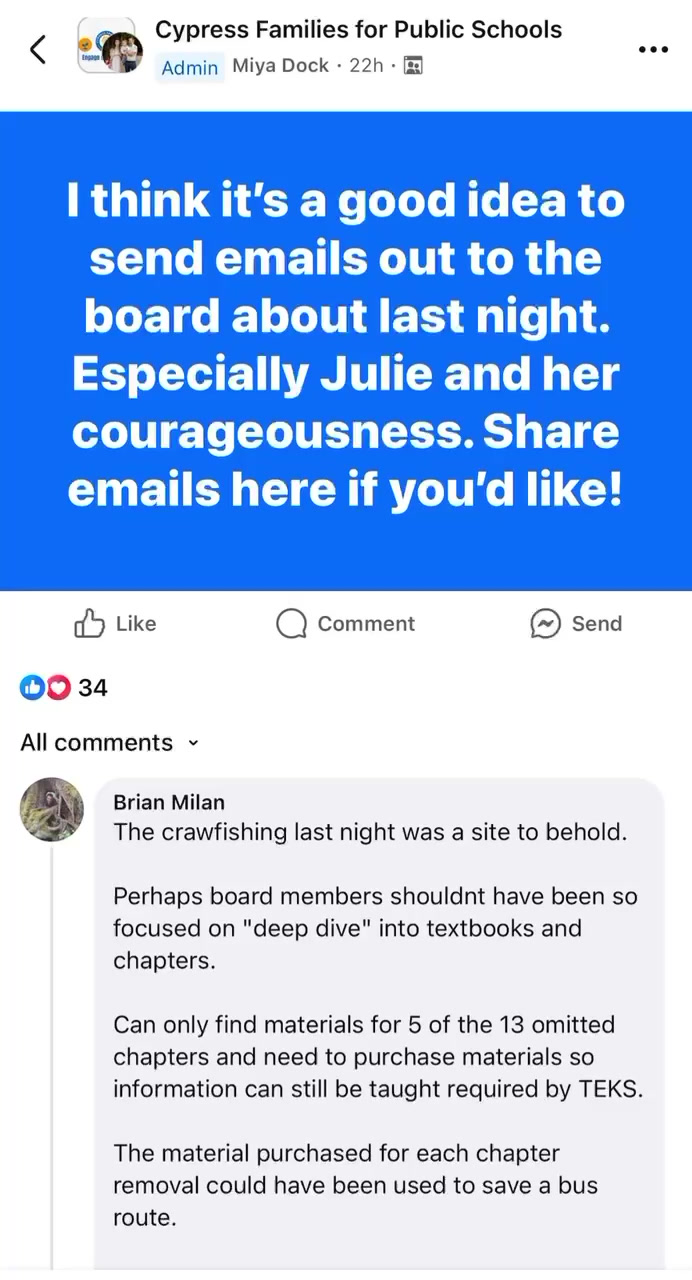 Cypress Families for Public Schools
Admin Miya Dock · 22h ·
I think it's a good idea to
send emails out to the
board about last night.
Especially Julie and her
courageousness. Share
emails here if you'd like!
Like Comment Send
34
All comments
Brian Milan
The crawfishing last night was a site to behold.
Perhaps board members shouldnt have been so
focused on "deep dive" into textbooks and
chapters.
Can only find materials for 5 of the 13 omitted
chapters and need to purchase materials so
information can still be taught required by TEKS.
The material purchased for each chapter
removal could have been used to save a bus
route.